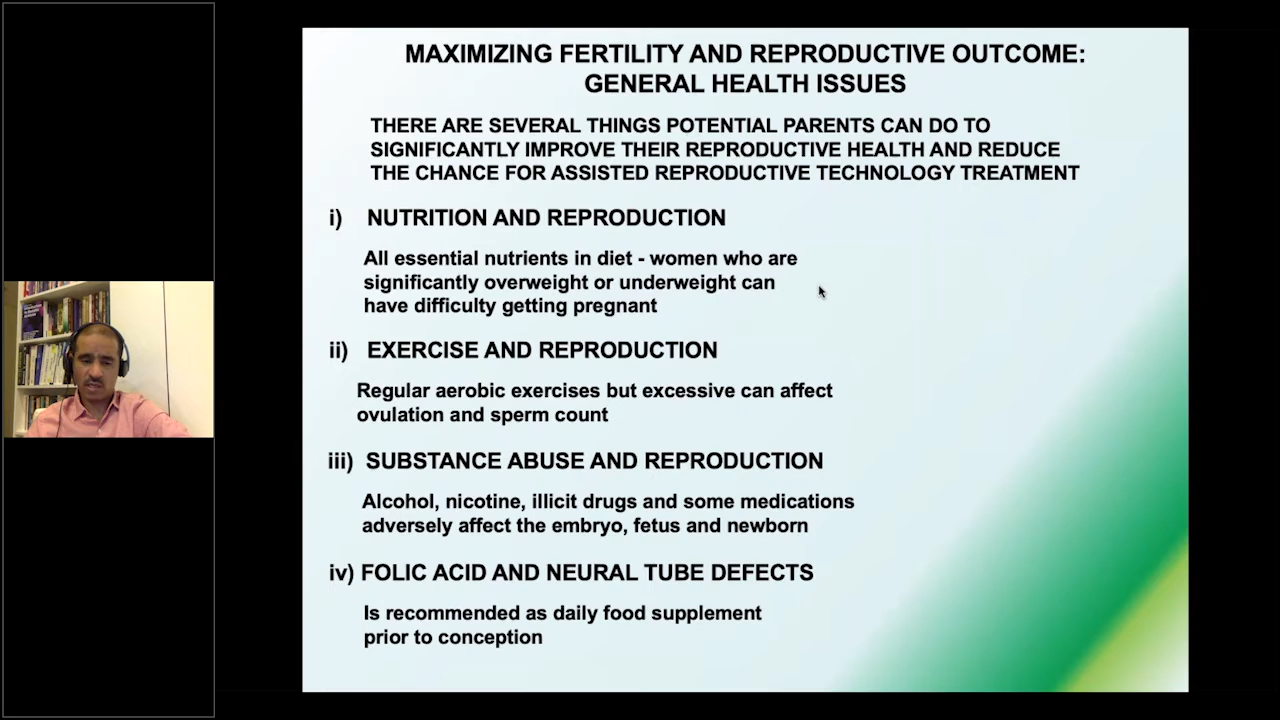 MAXIMIZING FERTILITY AND REPRODUCTIVE OUTCOME:
GENERAL HEALTH ISSUES
THERE ARE SEVERAL THINGS POTENTIAL PARENTS CAN DO TO
SIGNIFICANTLY IMPROVE THEIR REPRODUCTIVE HEALTH AND REDUCE
THE CHANCE FOR ASSISTED REPRODUCTIVE TECHNOLOGY TREATMENT
i) NUTRITION AND REPRODUCTION
All essential nutrients in diet - women who are
significantly overweight or underweight can
have difficulty getting pregnant
ii) EXERCISE AND REPRODUCTION
Regular aerobic exercises but excessive can affect
ovulation and sperm count
iii) SUBSTANCE ABUSE AND REPRODUCTION
Alcohol, nicotine, illicit drugs and some medications
adversely affect the embryo, fetus and newborn
iv) FOLIC ACID AND NEURAL TUBE DEFECTS
Is recommended as daily food supplement
prior to conception